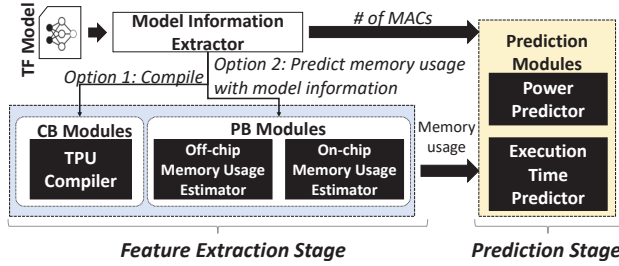 TF Model
Model Information
Extractor
# of MACs
Option 1: Compile
Option 2: Predict memory usage
with model information
CB Modules
TPU
Compiler
PB Modules
Off-chip
Memory Usage
Estimator
On-chip
Memory Usage
Estimator
Memory
usage
Prediction
Modules
Power
Predictor
Execution
Time
Predictor
Feature Extraction Stage
Prediction Stage